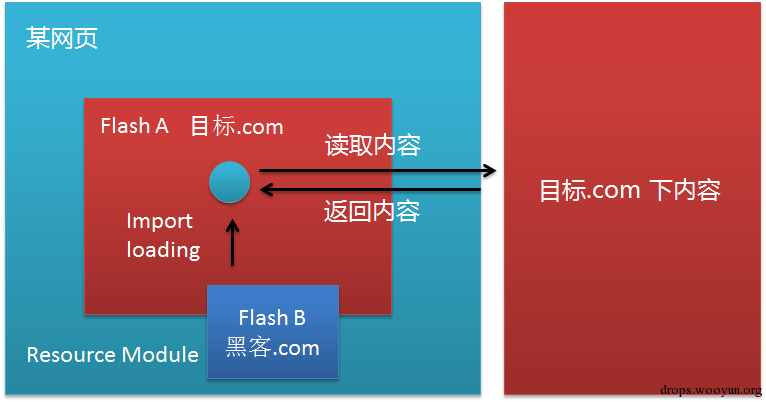 某网页
Flash A 目标.com
读取内容
返回内容
Import
loading
Flash B
黑客.com
Resource Module
目标.com 下内容
drops.wooyun.org